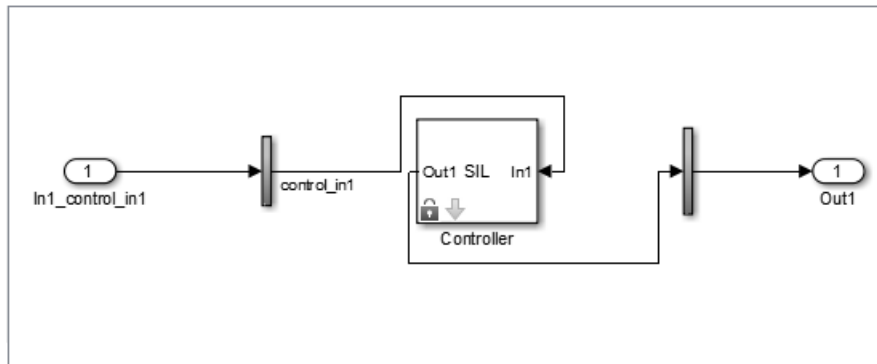 1
In1_control_in1
control_in1
Out1 SIL In1
Controller
1
Out1